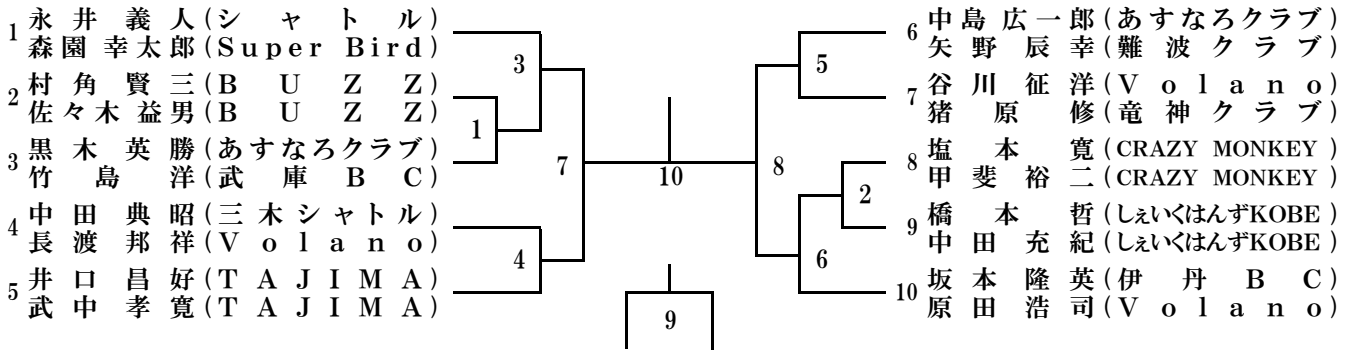 1 永井義人(シャトル)
森園幸太郎(Super Bird)
2 村角賢三(BUZZ)
佐々木益男(BUZZ)
3 黒木英勝(あすなろクラブ)
竹島洋(武庫BC)
4 中田典昭(三木シャトル)
長渡邦祥(Volano)
5 井口昌好(TAJIMA)
武中孝寛(TAJIMA)
3
1
7
4
10
9
5
8
2
6
6 中島広一郎(あすなろクラブ)
矢野辰幸(難波クラブ)
7 谷川征洋(Volano)
猪原修(竜神クラブ)
8 塩本寛(CRAZY MONKEY)
甲斐裕二(CRAZY MONKEY)
9 橋本哲(しぇいくはんずKOBE)
中田充紀(しぇいくはんずKOBE)
10 坂本隆英(伊丹BC)
原田浩司(Volano)